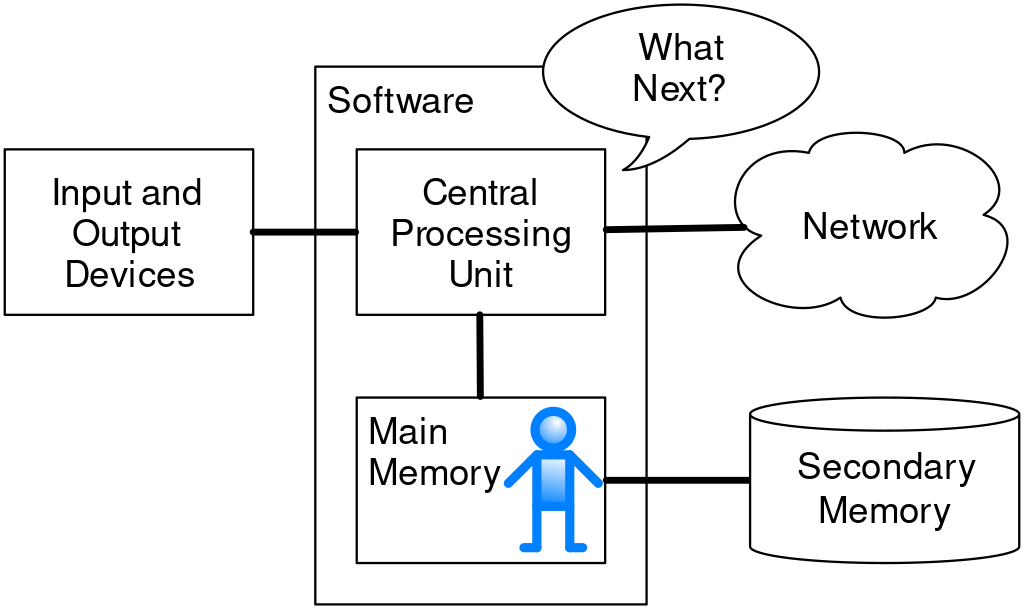 What
Next?
Software
Input and
Output
Devices
Central
Processing
Unit
Network
Main
Memory
Secondary
Memory